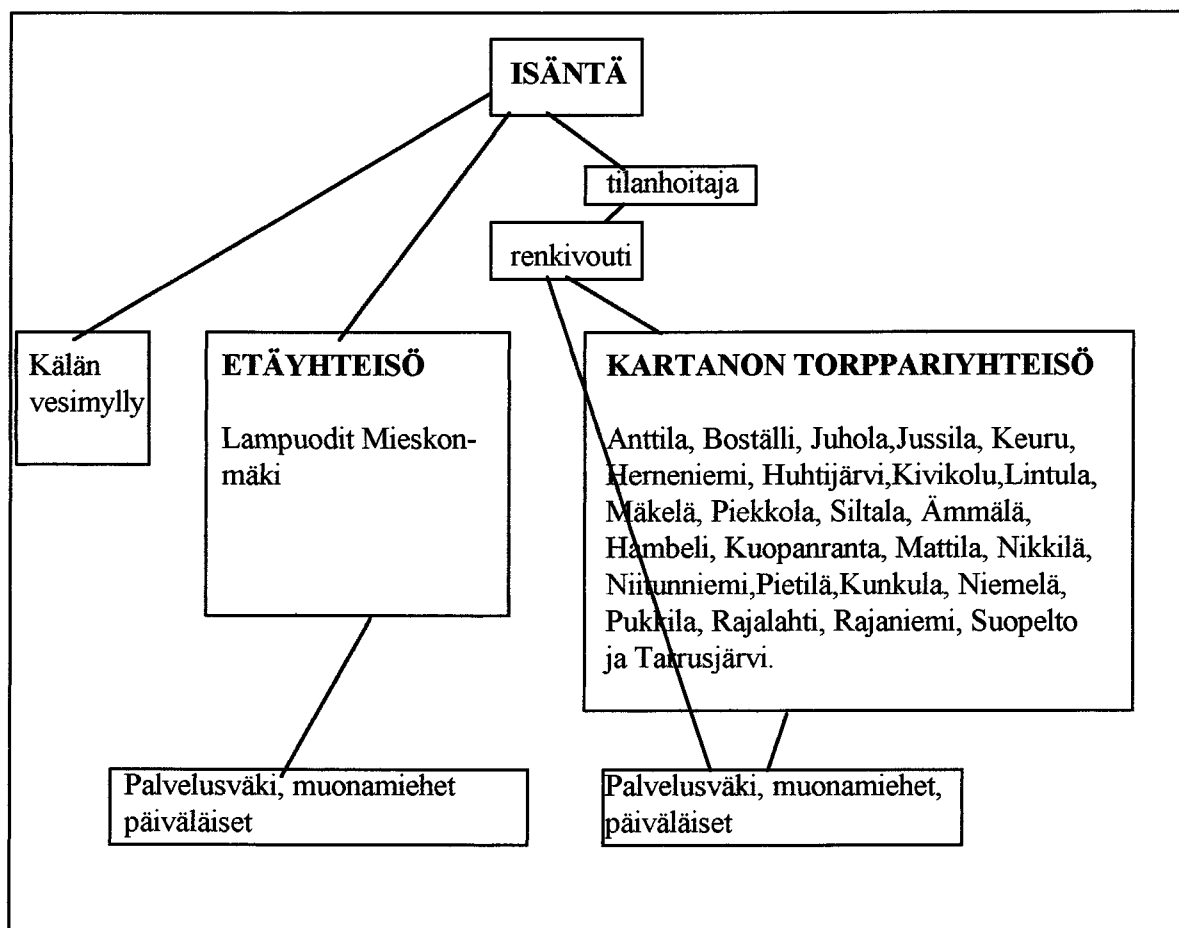 ISÄNTÄ
tilanhoitaja
renkivouti
Kälän
vesimylly
ETÄYHTEISÖ
Lampuodit Mieskon-
mäki
KARTANON TORPPARIYHTEISÖ
Anttila, Boställi, Juhola,Jussila, Keuru,
Herneniemi, Huhtijärvi,Kivikolu,Lintula,
Mäkelä, Piekkola, Siltala, Ämmälä,
Hambeli, Kuopanranta, Mattila, Nikkilä,
Niitunniemi,Pietilä,Kunkula, Niemelä,
Pukkila, Rajalahti, Rajaniemi, Suopelto
ja Tarrusjärvi.
Palvelusväki, muonamiehet
päiväläiset
Palvelusväki, muonamiehet,
päiväläiset